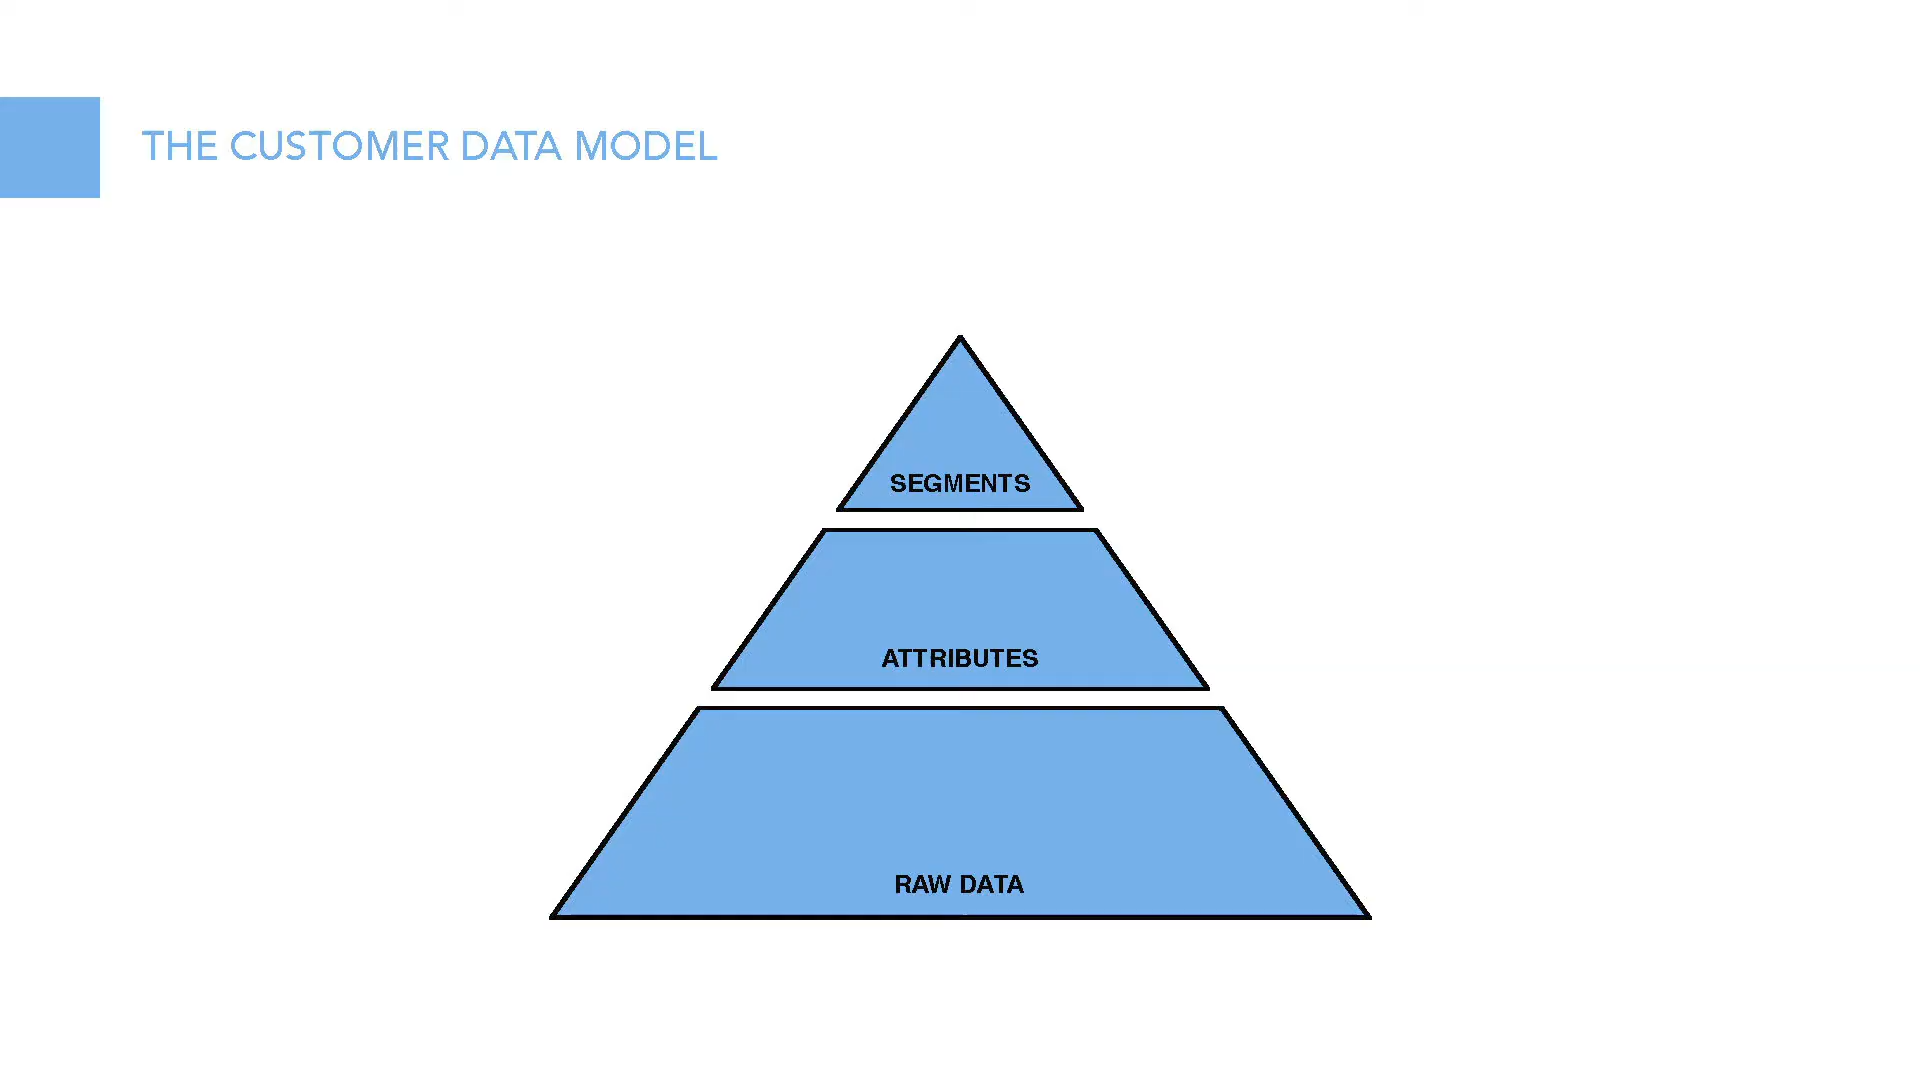 THE CUSTOMER DATA MODEL
SEGMENTS
ATTRIBUTES
RAW DATA